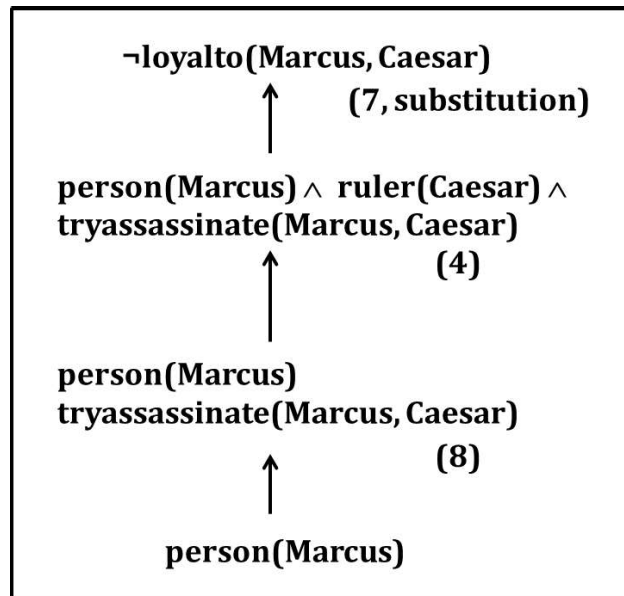 ¬loyalto(Marcus, Caesar)
(7, substitution)
person(Marcus) ∧ ruler(Caesar) ∧
tryassassinate(Marcus, Caesar)
(4)
person(Marcus)
tryassassinate(Marcus, Caesar)
(8)
person(Marcus)